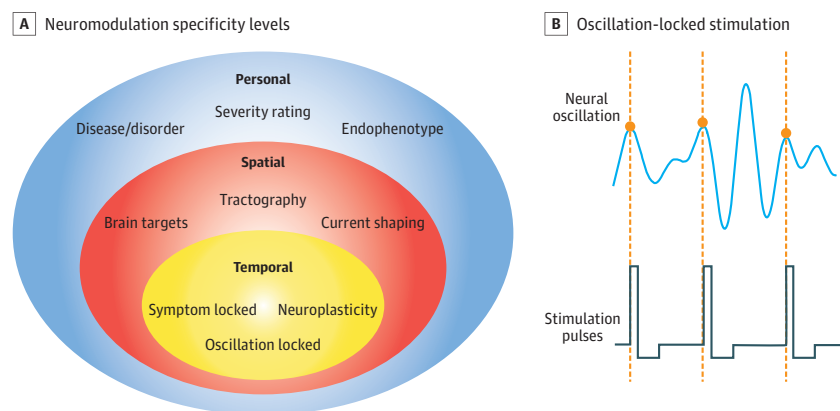 A Neuromodulation specificity levels
Personal
Severity rating
Disease/disorder
Endophenotype
Spatial
Tractography
Brain targets
Current shaping
Temporal
Symptom locked
Neuroplasticity
Oscillation locked
B Oscillation-locked stimulation
Neural
oscillation
Stimulation
pulses